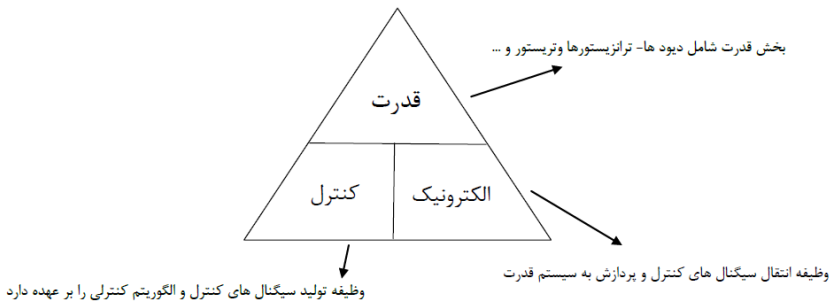 بخش قدرت شامل دیود ها- ترانزیستورها وتریستور و ...
قدرت
الکترونیک
کنترل
وظیفه انتقال سیگنال های کنترل و پردازش به سیستم قدرت
وظیفه تولید سیگنال های کنترل و الگوریتم کنترلی را بر عهده دارد